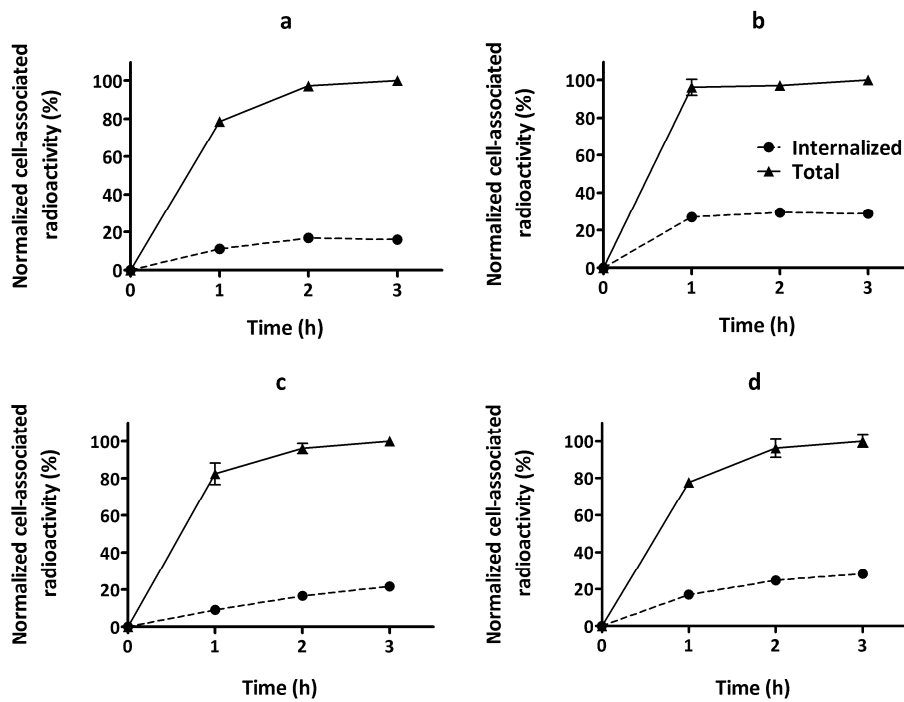 a
Normalized cell-associated
radioactivity (%)
100
80
60
40
20
0
0 1 2 3
Time (h)
b
Normalized cell-associated
radioactivity (%)
100
80
60
40
20
0
0 1 2 3
Internalized
Total
Time (h)
c
Normalized cell-associated
radioactivity (%)
100
80
60
40
20
0
0 1 2 3
Time (h)
d
Normalized cell-associated
radioactivity (%)
100
80
60
40
20
0
0 1 2 3
Time (h)